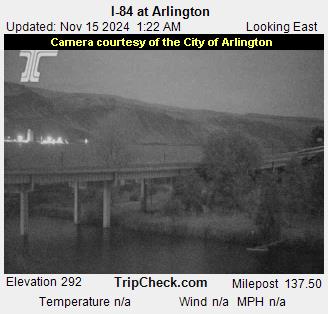 I-84 at Arlington
Updated: Nov 15 2024 1:22 AM Looking East
Camera courtesy of the City of Arlington
Elevation 292 TripCheck.com Milepost 137.50
Temperature n/a Wind n/a MPH n/a